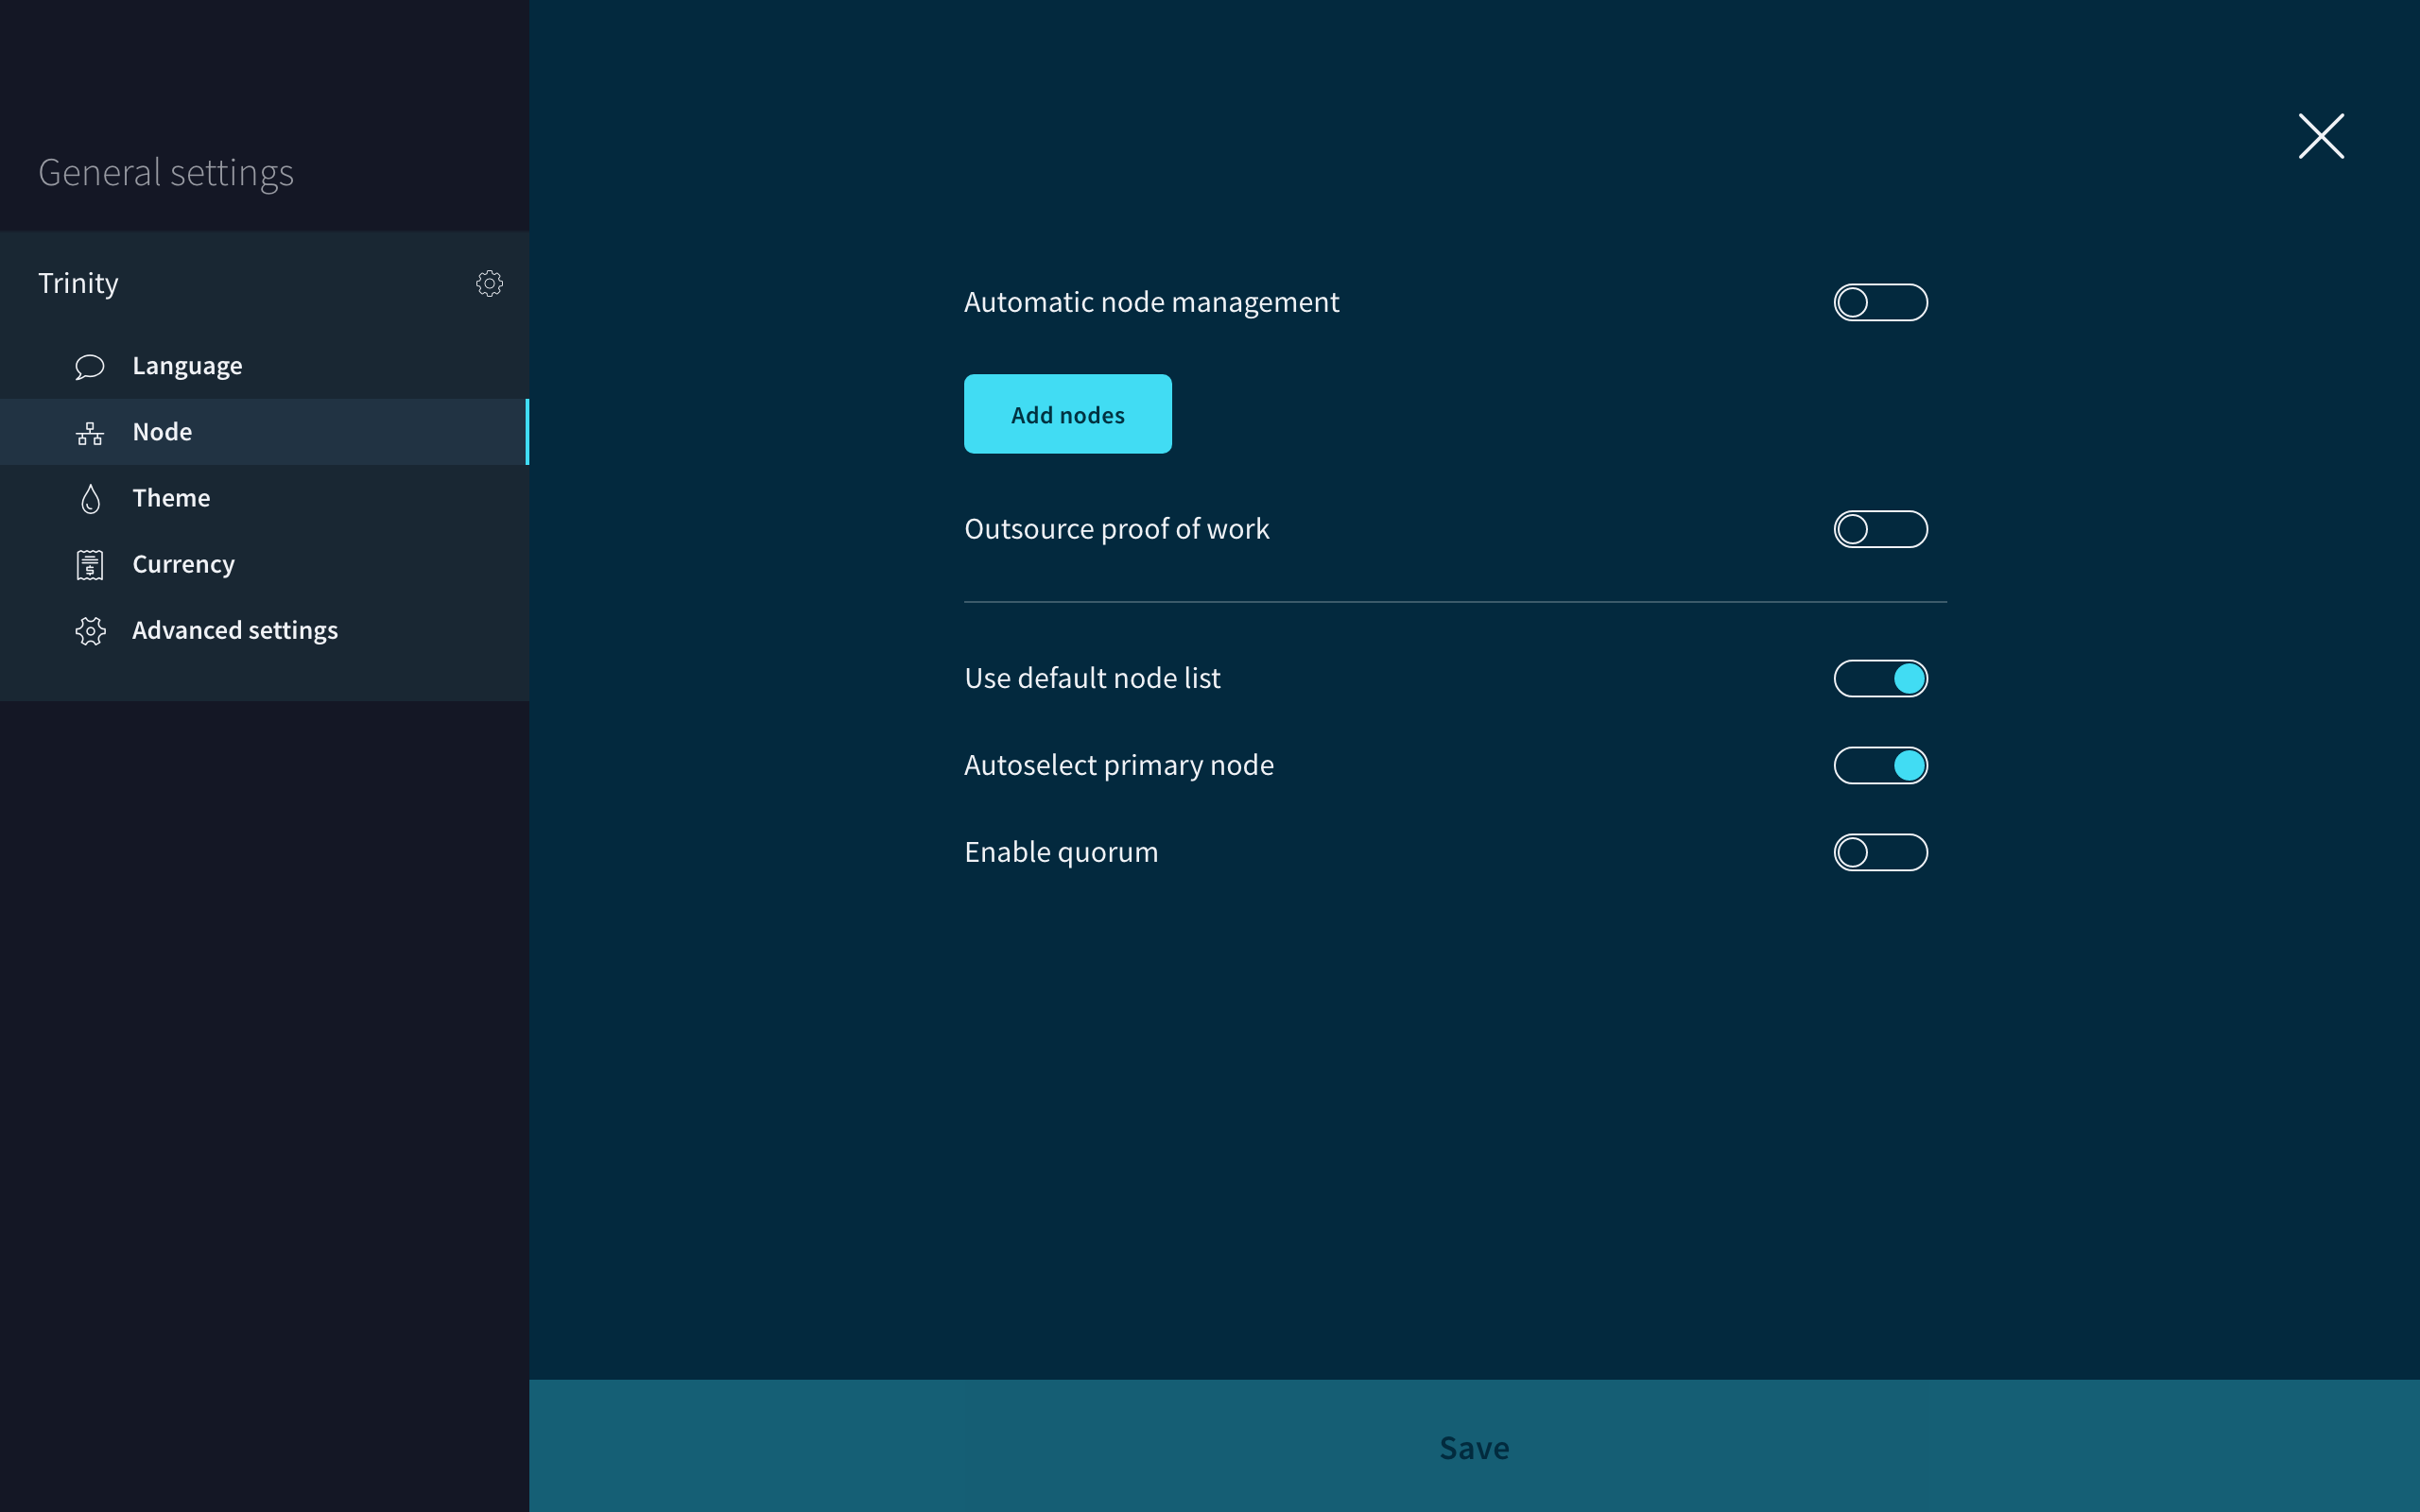 General settings
Trinity
Language
Node
Theme
Currency
Advanced settings
Automatic node management
Add nodes
Outsource proof of work
Use default node list
Autoselect primary node
Enable quorum
Save